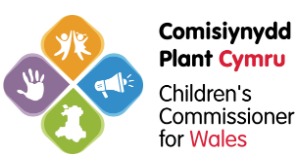 Comisiynydd
Plant Cymru
Children's
Commissioner
for Wales